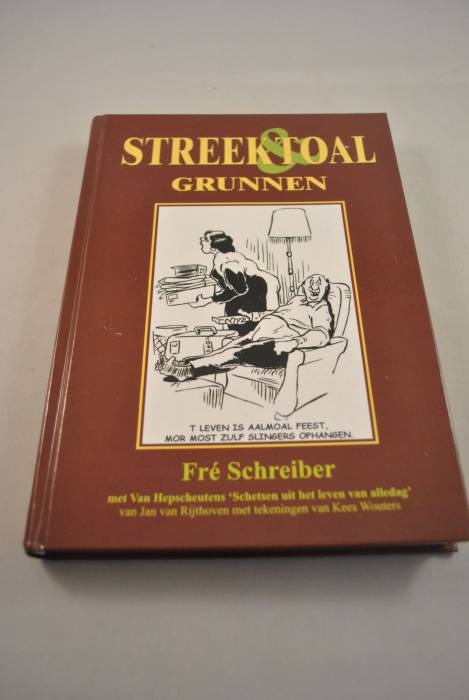 STREEK & TOAL
GRUNNEN
T LEVEN IS AALMOAL FEEST,
MOR MOST ZULF SLINGERS OPHANGEN.
Fré Schreiber
met Van Hepscheutens ‘Schetsen uit het leven van alledag’
van Jan van Rijthoven met tekeningen van Kees Wouters